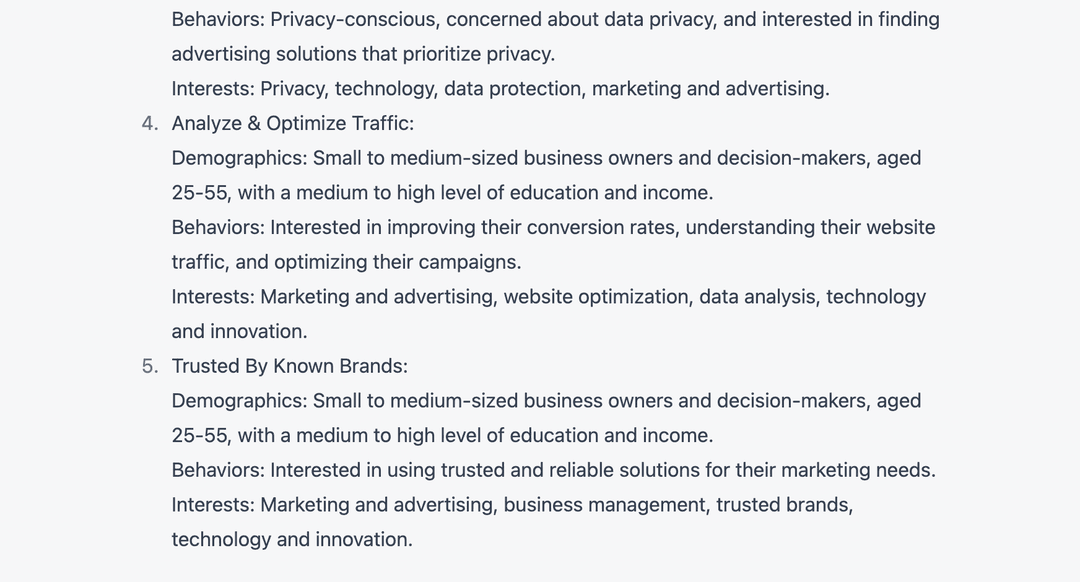 Behaviors: Privacy-conscious, concerned about data privacy, and interested in finding
advertising solutions that prioritize privacy.
Interests: Privacy, technology, data protection, marketing and advertising.
4. Analyze & Optimize Traffic:
Demographics: Small to medium-sized business owners and decision-makers, aged
25-55, with a medium to high level of education and income.
Behaviors: Interested in improving their conversion rates, understanding their website
traffic, and optimizing their campaigns.
Interests: Marketing and advertising, website optimization, data analysis, technology
and innovation.
5. Trusted By Known Brands:
Demographics: Small to medium-sized business owners and decision-makers, aged
25-55, with a medium to high level of education and income.
Behaviors: Interested in using trusted and reliable solutions for their marketing needs.
Interests: Marketing and advertising, business management, trusted brands,
technology and innovation.